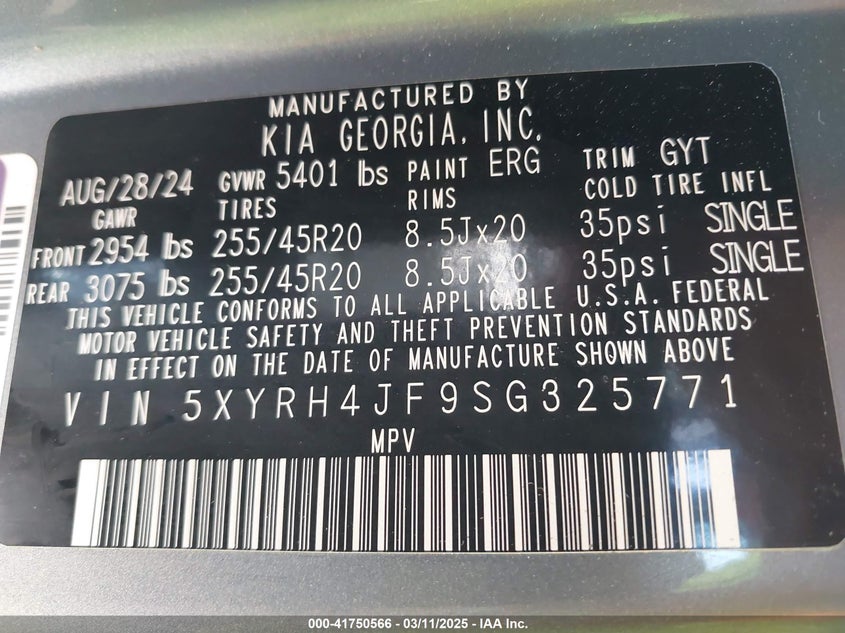 MANUFACTURED BY
KIA GEORGIA, INC.
AUG/28/24 GVWR 5401 lbs PAINT ERG TRIM GYT
GAWR TIRES RIMS COLD TIRE INFL
FRONT 2954 lbs 255/45R20 8.5Jx20 35psi SINGLE
REAR 3075 lbs 255/45R20 8.5Jx20 35psi SINGLE
THIS VEHICLE CONFORMS TO ALL APPLICABLE U.S.A. FEDERAL
MOTOR VEHICLE SAFETY AND THEFT PREVENTION STANDARDS
IN EFFECT ON THE DATE OF MANUFACTURE SHOWN ABOVE
VIN 5XYRH4JF9SG325771
MPV
000-41750566 - 03/11/2025 - IAA Inc.